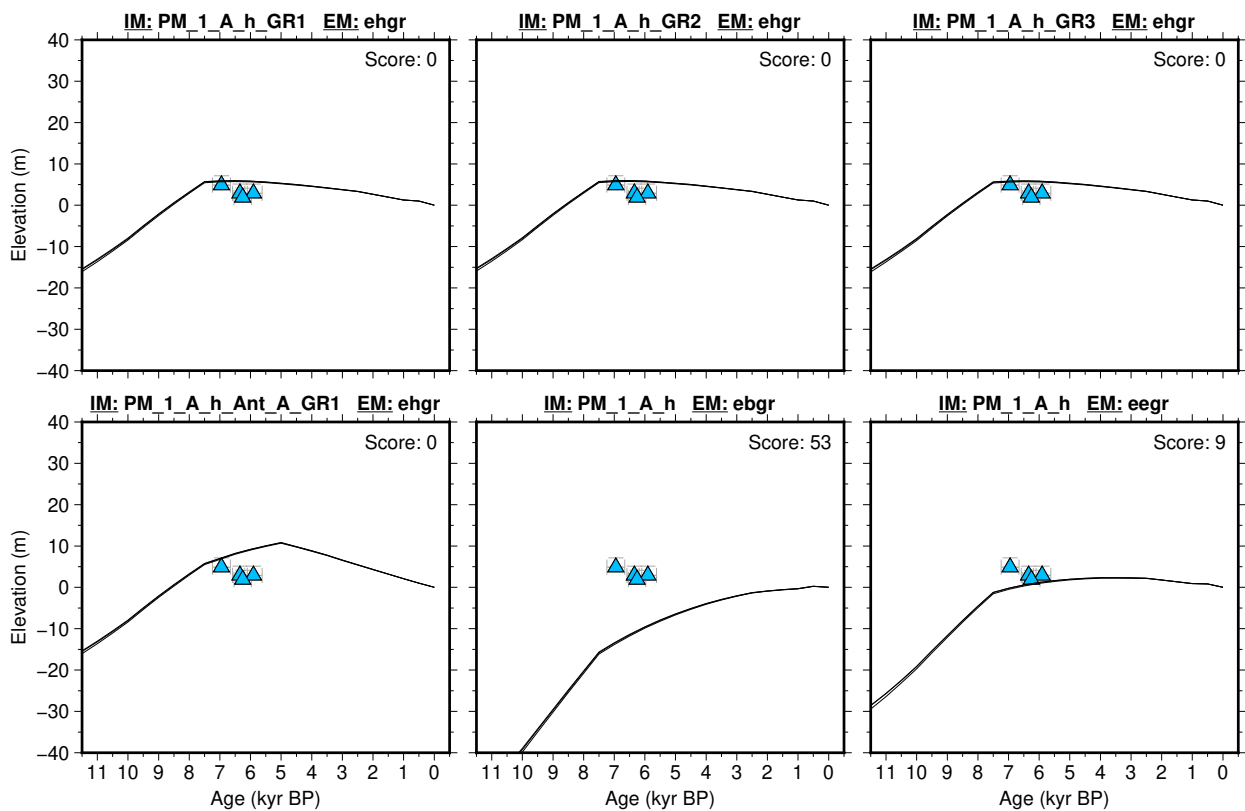 IM: PM_1_A_h_GR1 EM: ehgr
IM: PM_1_A_h_GR2 EM: ehgr
IM: PM_1_A_h_GR3 EM: ehgr
Score: 0
Score: 0
Score: 0
40
30
20
10
0
−10
−20
−30
−40
Elevation (m)
IM: PM_1_A_h_Ant_A_GR1 EM: ehgr
IM: PM_1_A_h EM: ebgr
IM: PM_1_A_h EM: eegr
Score: 0
Score: 53
Score: 9
40
30
20
10
0
−10
−20
−30
−40
Elevation (m)
11 10 9 8 7 6 5 4 3 2 1 0
11 10 9 8 7 6 5 4 3 2 1 0
11 10 9 8 7 6 5 4 3 2 1 0
Age (kyr BP)
Age (kyr BP)
Age (kyr BP)